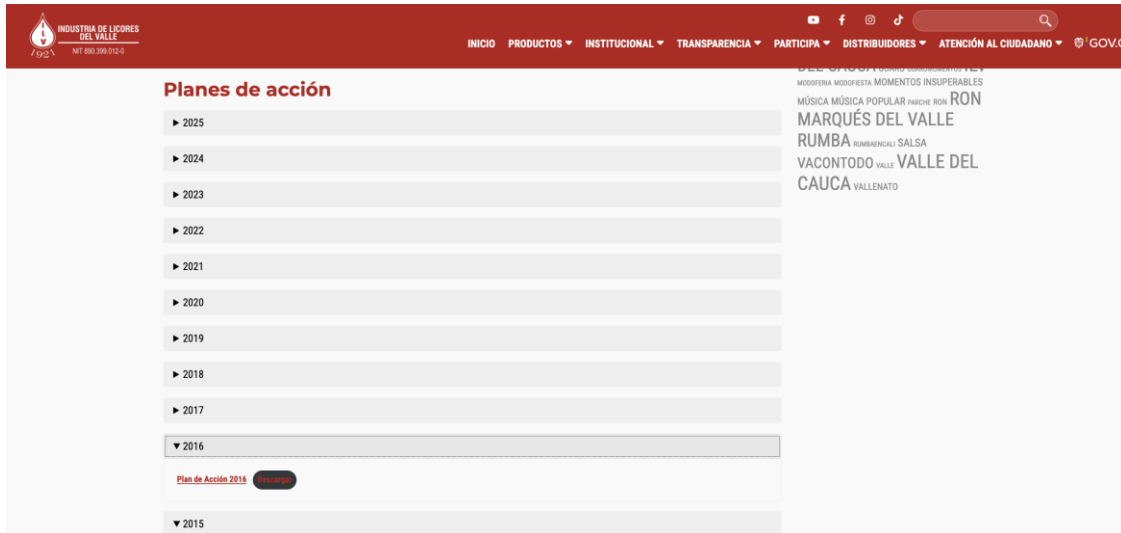 INDUSTRIA DE LICORES
DEL VALLE
NIT 890.399.012-0
1921
INICIO PRODUCTOS INSTITUCIONAL TRANSPARENCIA PARTICIPA DISTRIBUIDORES ATENCIÓN AL CIUDADANO GOV.C
Planes de acción
2025
2024
2023
2022
2021
2020
2019
2018
2017
2016
Plan de Acción 2016 Descargar
2015
DEL CAUCA
MODOFERIA MODOFIESTA MOMENTOS INSUPERABLES
MÚSICA MÚSICA POPULAR PARCHE RON RON
MARQUÉS DEL VALLE
RUMBA RUMBAENCALI SALSA
VACONTODO VALLE VALLE DEL
CAUCA VALLENATO